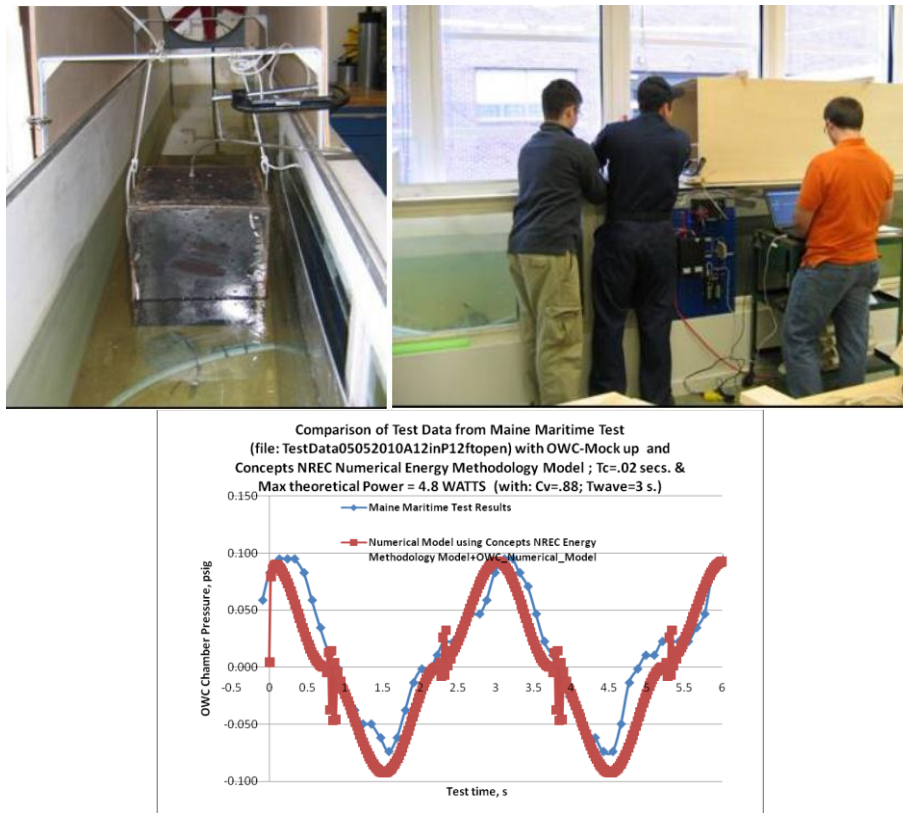 Comparison of Test Data from Maine Maritime Test
(file: TestData05052010A12inP12ftopen) with OWC-Mock up and
Concepts NREC Numerical Energy Methodology Model ; Tc=.02 secs. &
Max theoretical Power = 4.8 WATTS (with: Cv=.88; Twave=3 s.)
0.150
Maine Maritime Test Results
Numerical Model using Concepts NREC Energy
Methodology Model+OWC_Numerical_Model
0.100
0.050
0.000
-0.050
-0.100
OWC Chamber Pressure, psig
-0.5 0 0.5 1 1.5 2 2.5 3 3.5 4 4.5 5 5.5 6
Test time, s